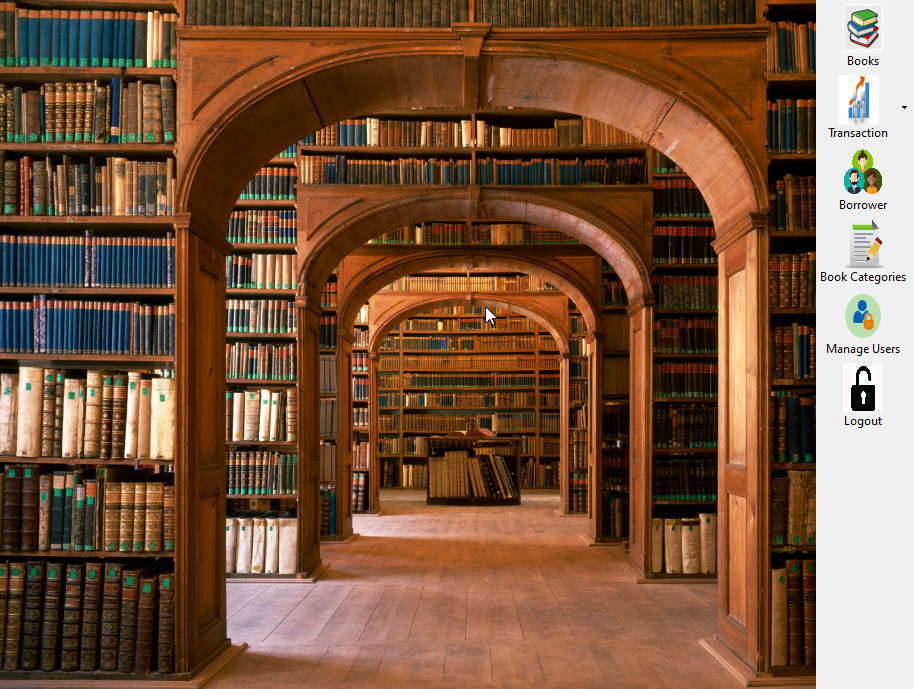 Books
Transaction
Borrower
Book Categories
Manage Users
Logout